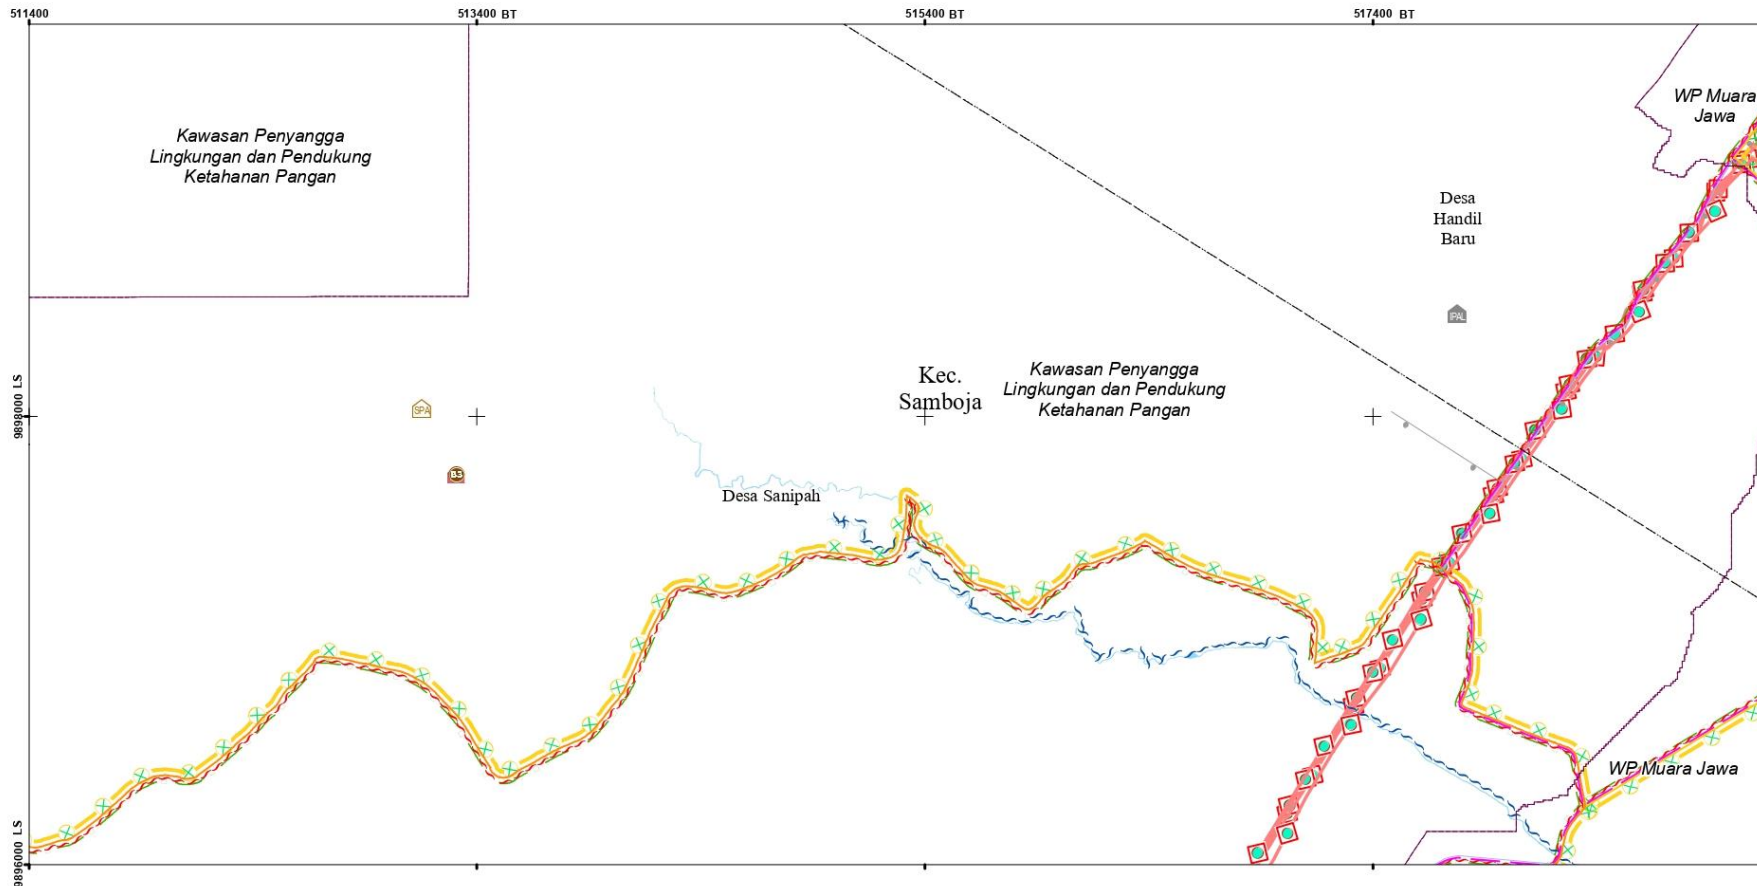 511400
513400 BT
515400 BT
517400 BT
WP Muara
Jawa
Kawasan Penyangga
Lingkungan dan Pendukung
Ketahanan Pangan
Desa
Handil
Baru
IPAL
Kec.
Samboja
Kawasan Penyangga
Lingkungan dan Pendukung
Ketahanan Pangan
9898000 LS
SPA
B3
Desa Sanipah
WP Muara Jawa
9896000 LS